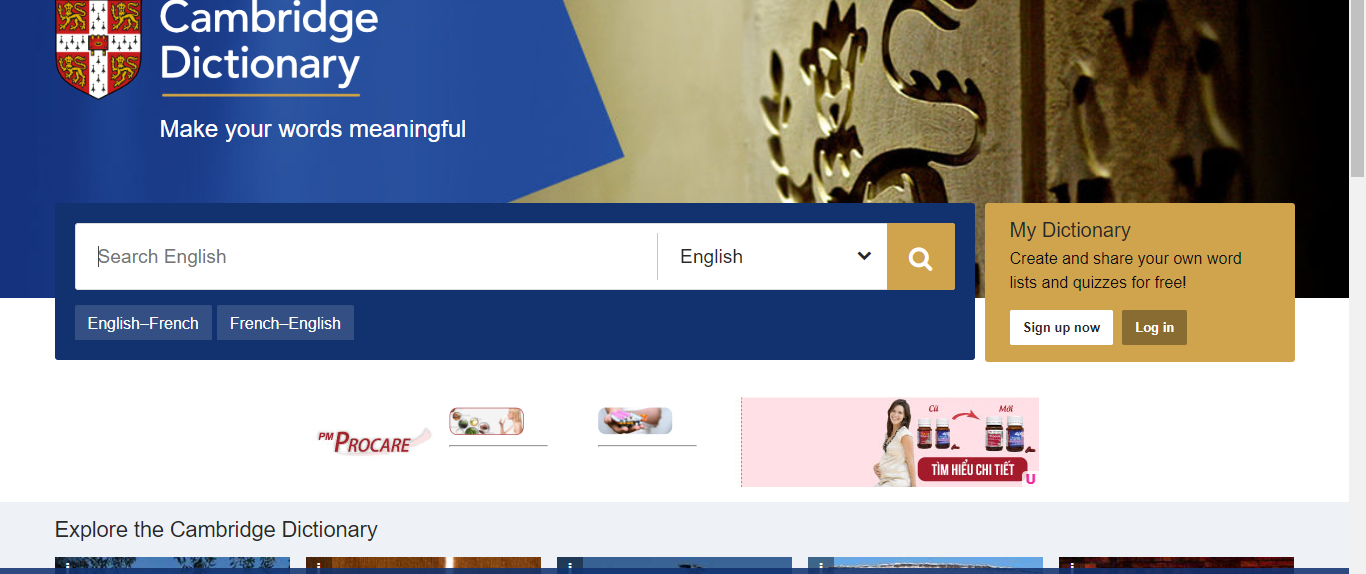 Cambridge
Dictionary
Make your words meaningful
Search English
English
English–French
French–English
My Dictionary
Create and share your own word
lists and quizzes for free!
Sign up now
Log in
PM PROCARE
Cũ
Mới
TÌM HIỂU CHI TIẾT
U
Explore the Cambridge Dictionary